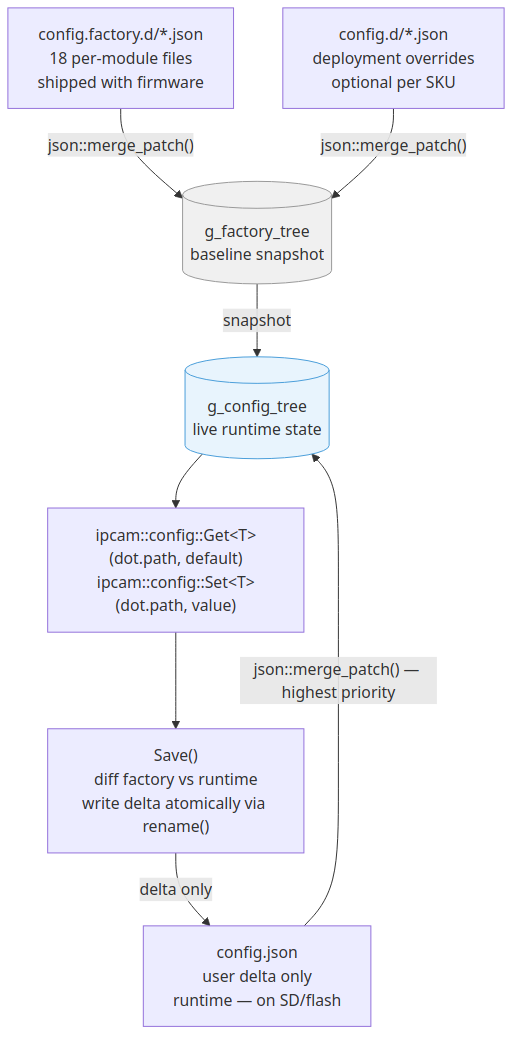 config.factory.d/*.json
18 per-module files
shipped with firmware
config.d/*.json
deployment overrides
optional per SKU
json::merge_patch()
json::merge_patch()
g_factory_tree
baseline snapshot
snapshot
g_config_tree
live runtime state
ipcam::config::Get<T>
(dot.path, default)
ipcam::config::Set<T>
(dot.path, value)
json::merge_patch() —
highest priority
Save()
diff factory vs runtime
write delta atomically via
rename()
delta only
config.json
user delta only
runtime — on SD/flash